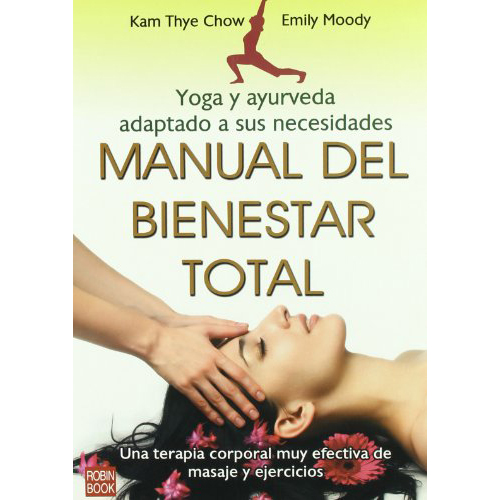 Kam Thye Chow Emily Moody
Yoga y ayurveda
adaptado a sus necesidades
MANUAL DEL
BIENESTAR
TOTAL
Una terapia corporal muy efectiva de
masaje y ejercicios
ROBIN
BOOK